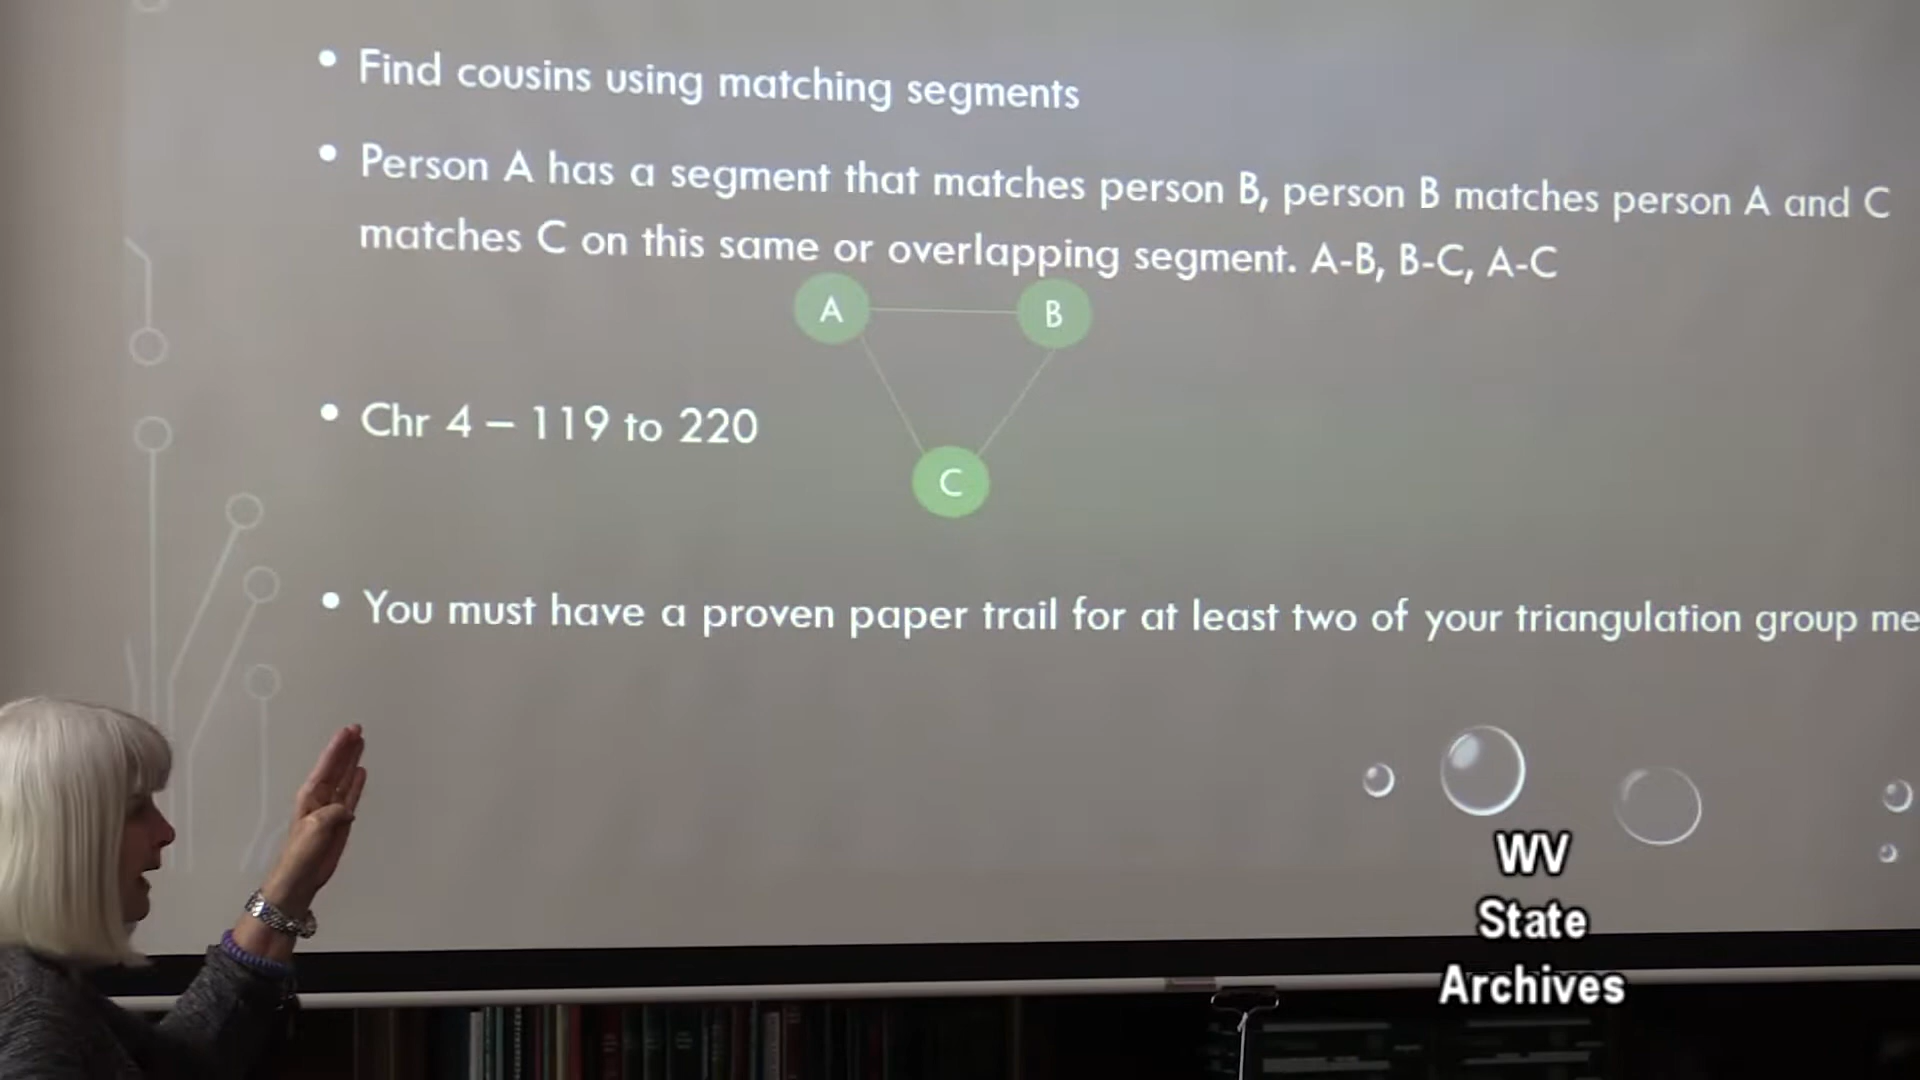 • Find cousins using matching segments
• Person A has a segment that matches person B, person B matches person A and C
matches C on this same or overlapping segment. A-B, B-C, A-C
A
B
• Chr 4 – 119 to 220
C
• You must have a proven paper trail for at least two of your triangulation group me
WV
State
Archives